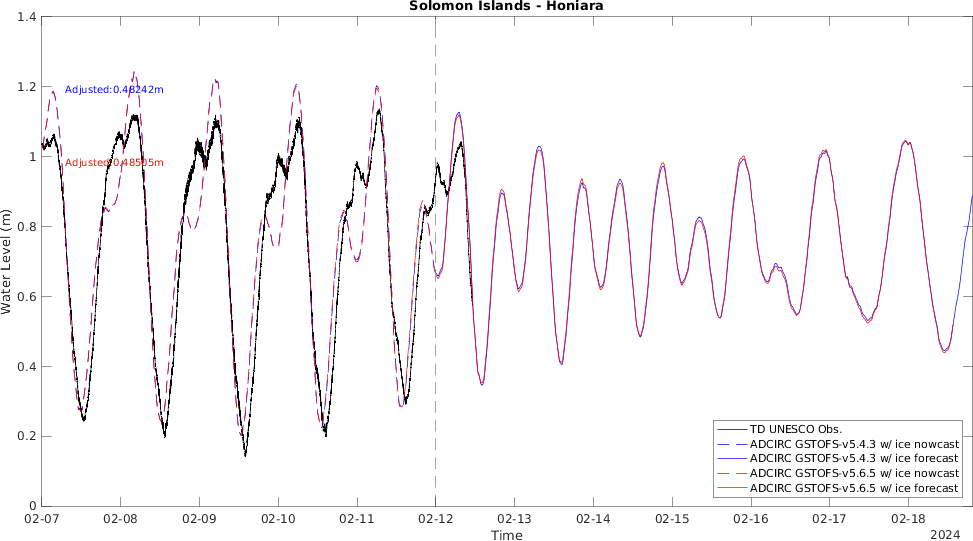 Solomon Islands - Honiara
1.4
1.2
1
0.8
0.6
0.4
0.2
0
Water Level (m)
Adjusted:0.48242m
Adjusted:0.48595m
TD UNESCO Obs.
ADCIRC GSTOFS-v5.4.3 w/ ice nowcast
ADCIRC GSTOFS-v5.4.3 w/ ice forecast
ADCIRC GSTOFS-v5.6.5 w/ ice nowcast
ADCIRC GSTOFS-v5.6.5 w/ ice forecast
02-07 02-08 02-09 02-10 02-11 02-12 02-13 02-14 02-15 02-16 02-17 02-18
Time
2024